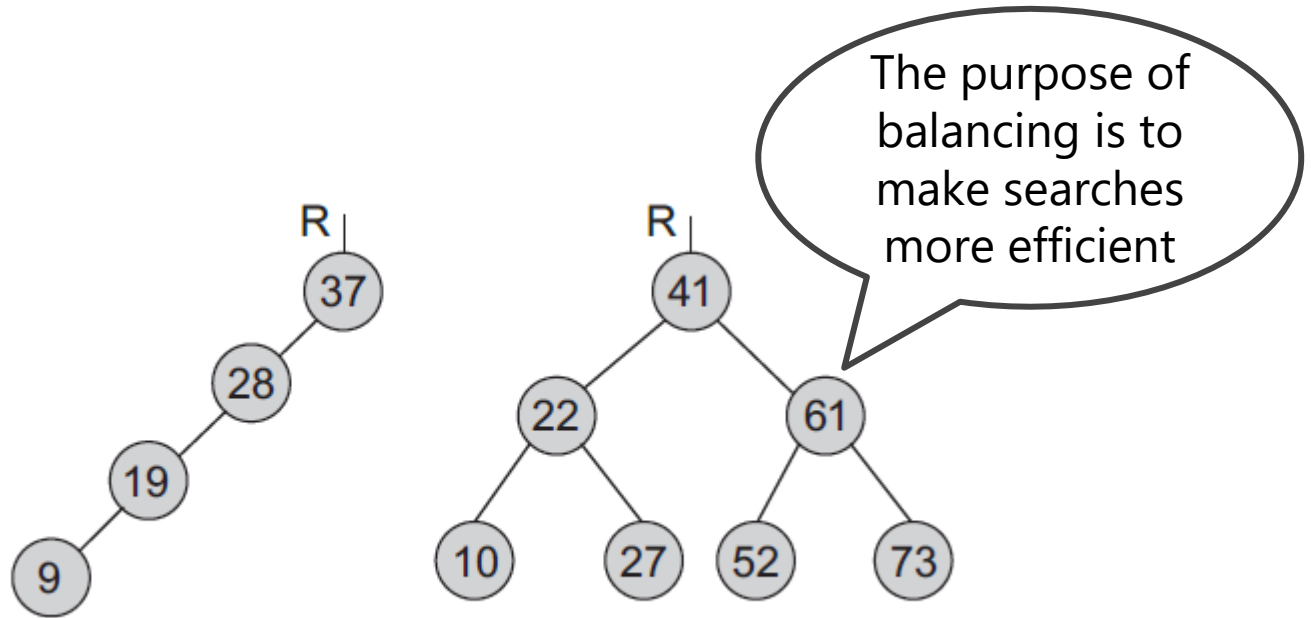 The purpose of
balancing is to
make searches
more efficient
R
37
28
19
9
R
41
22
61
10
27
52
73